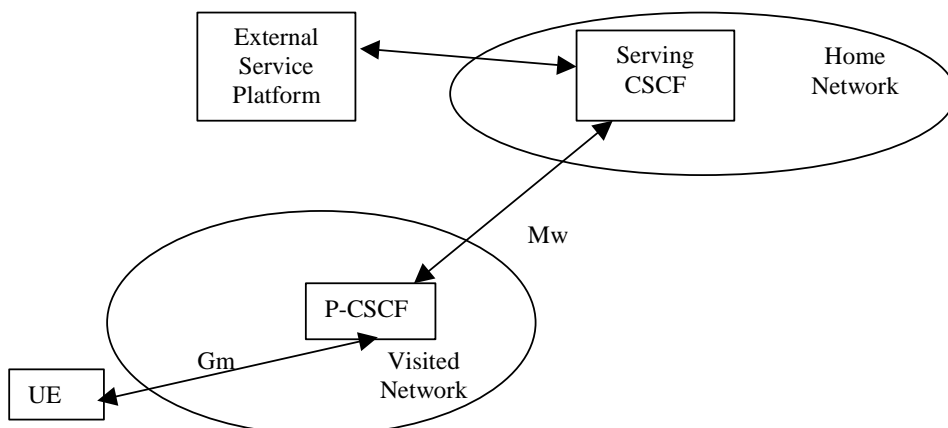 External
Service
Platform
Serving
CSCF
Home
Network
Mw
P-CSCF
Gm
Visited
Network
UE